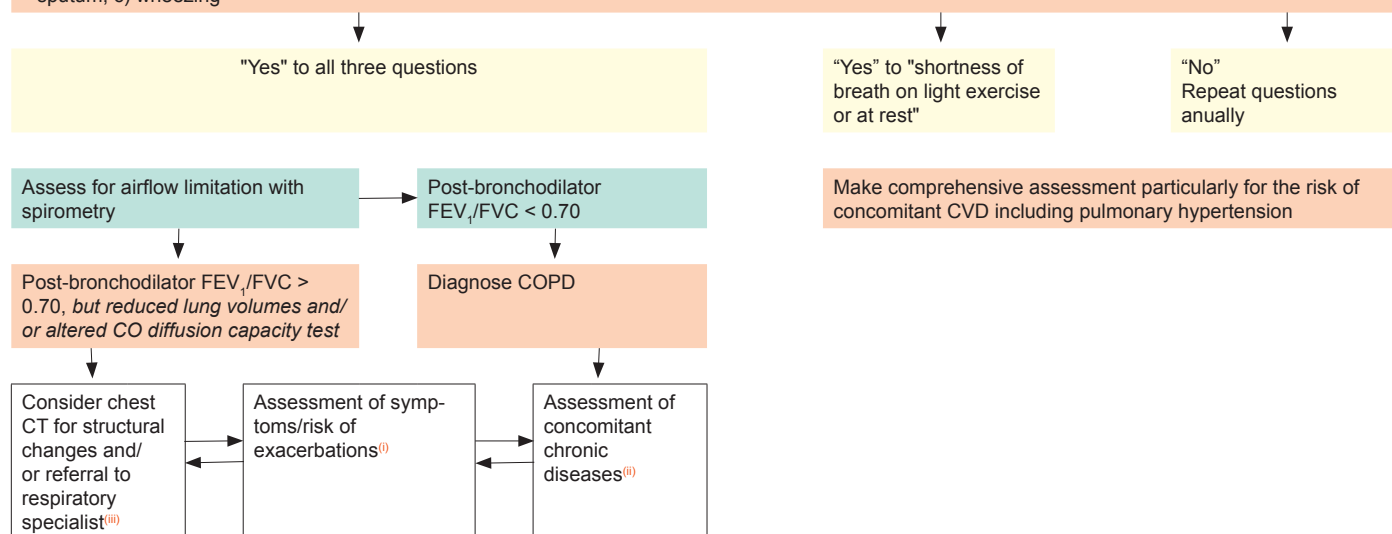 sputum, c) wheezing
"Yes" to all three questions
“Yes” to "shortness of
breath on light exercise
or at rest"
“No”
Repeat questions
anually
Assess for airflow limitation with
spirometry
Post-bronchodilator
FEV₁/FVC < 0.70
Make comprehensive assessment particularly for the risk of
concomitant CVD including pulmonary hypertension
Post-bronchodilator FEV₁/FVC >
0.70, but reduced lung volumes and/
or altered CO diffusion capacity test
Diagnose COPD
Consider chest
CT for structural
changes and/
or referral to
respiratory
specialist(iii)
Assessment of symp-
toms/risk of
exacerbations(i)
Assessment of
concomitant
chronic
diseases(ii)